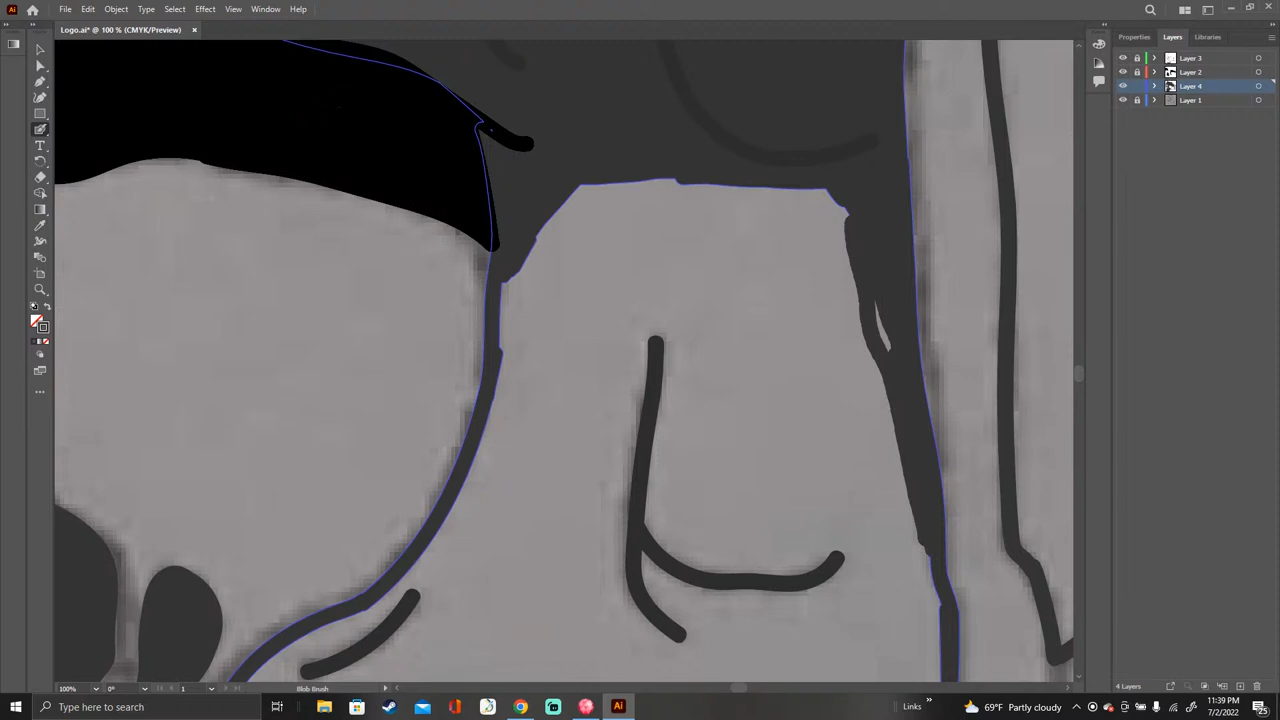 Ai File Edit Object Type Select Effect View Window Help
Logo.ai* @ 100 % (CMYK/Preview) ×
Properties Layers Libraries
Layer 3
Layer 2
Layer 4
Layer 1
100% 0° 1 Blob Brush 4 Layers
Type here to search
Ai
Links
69°F Partly cloudy
11:39 PM
7/2/2022